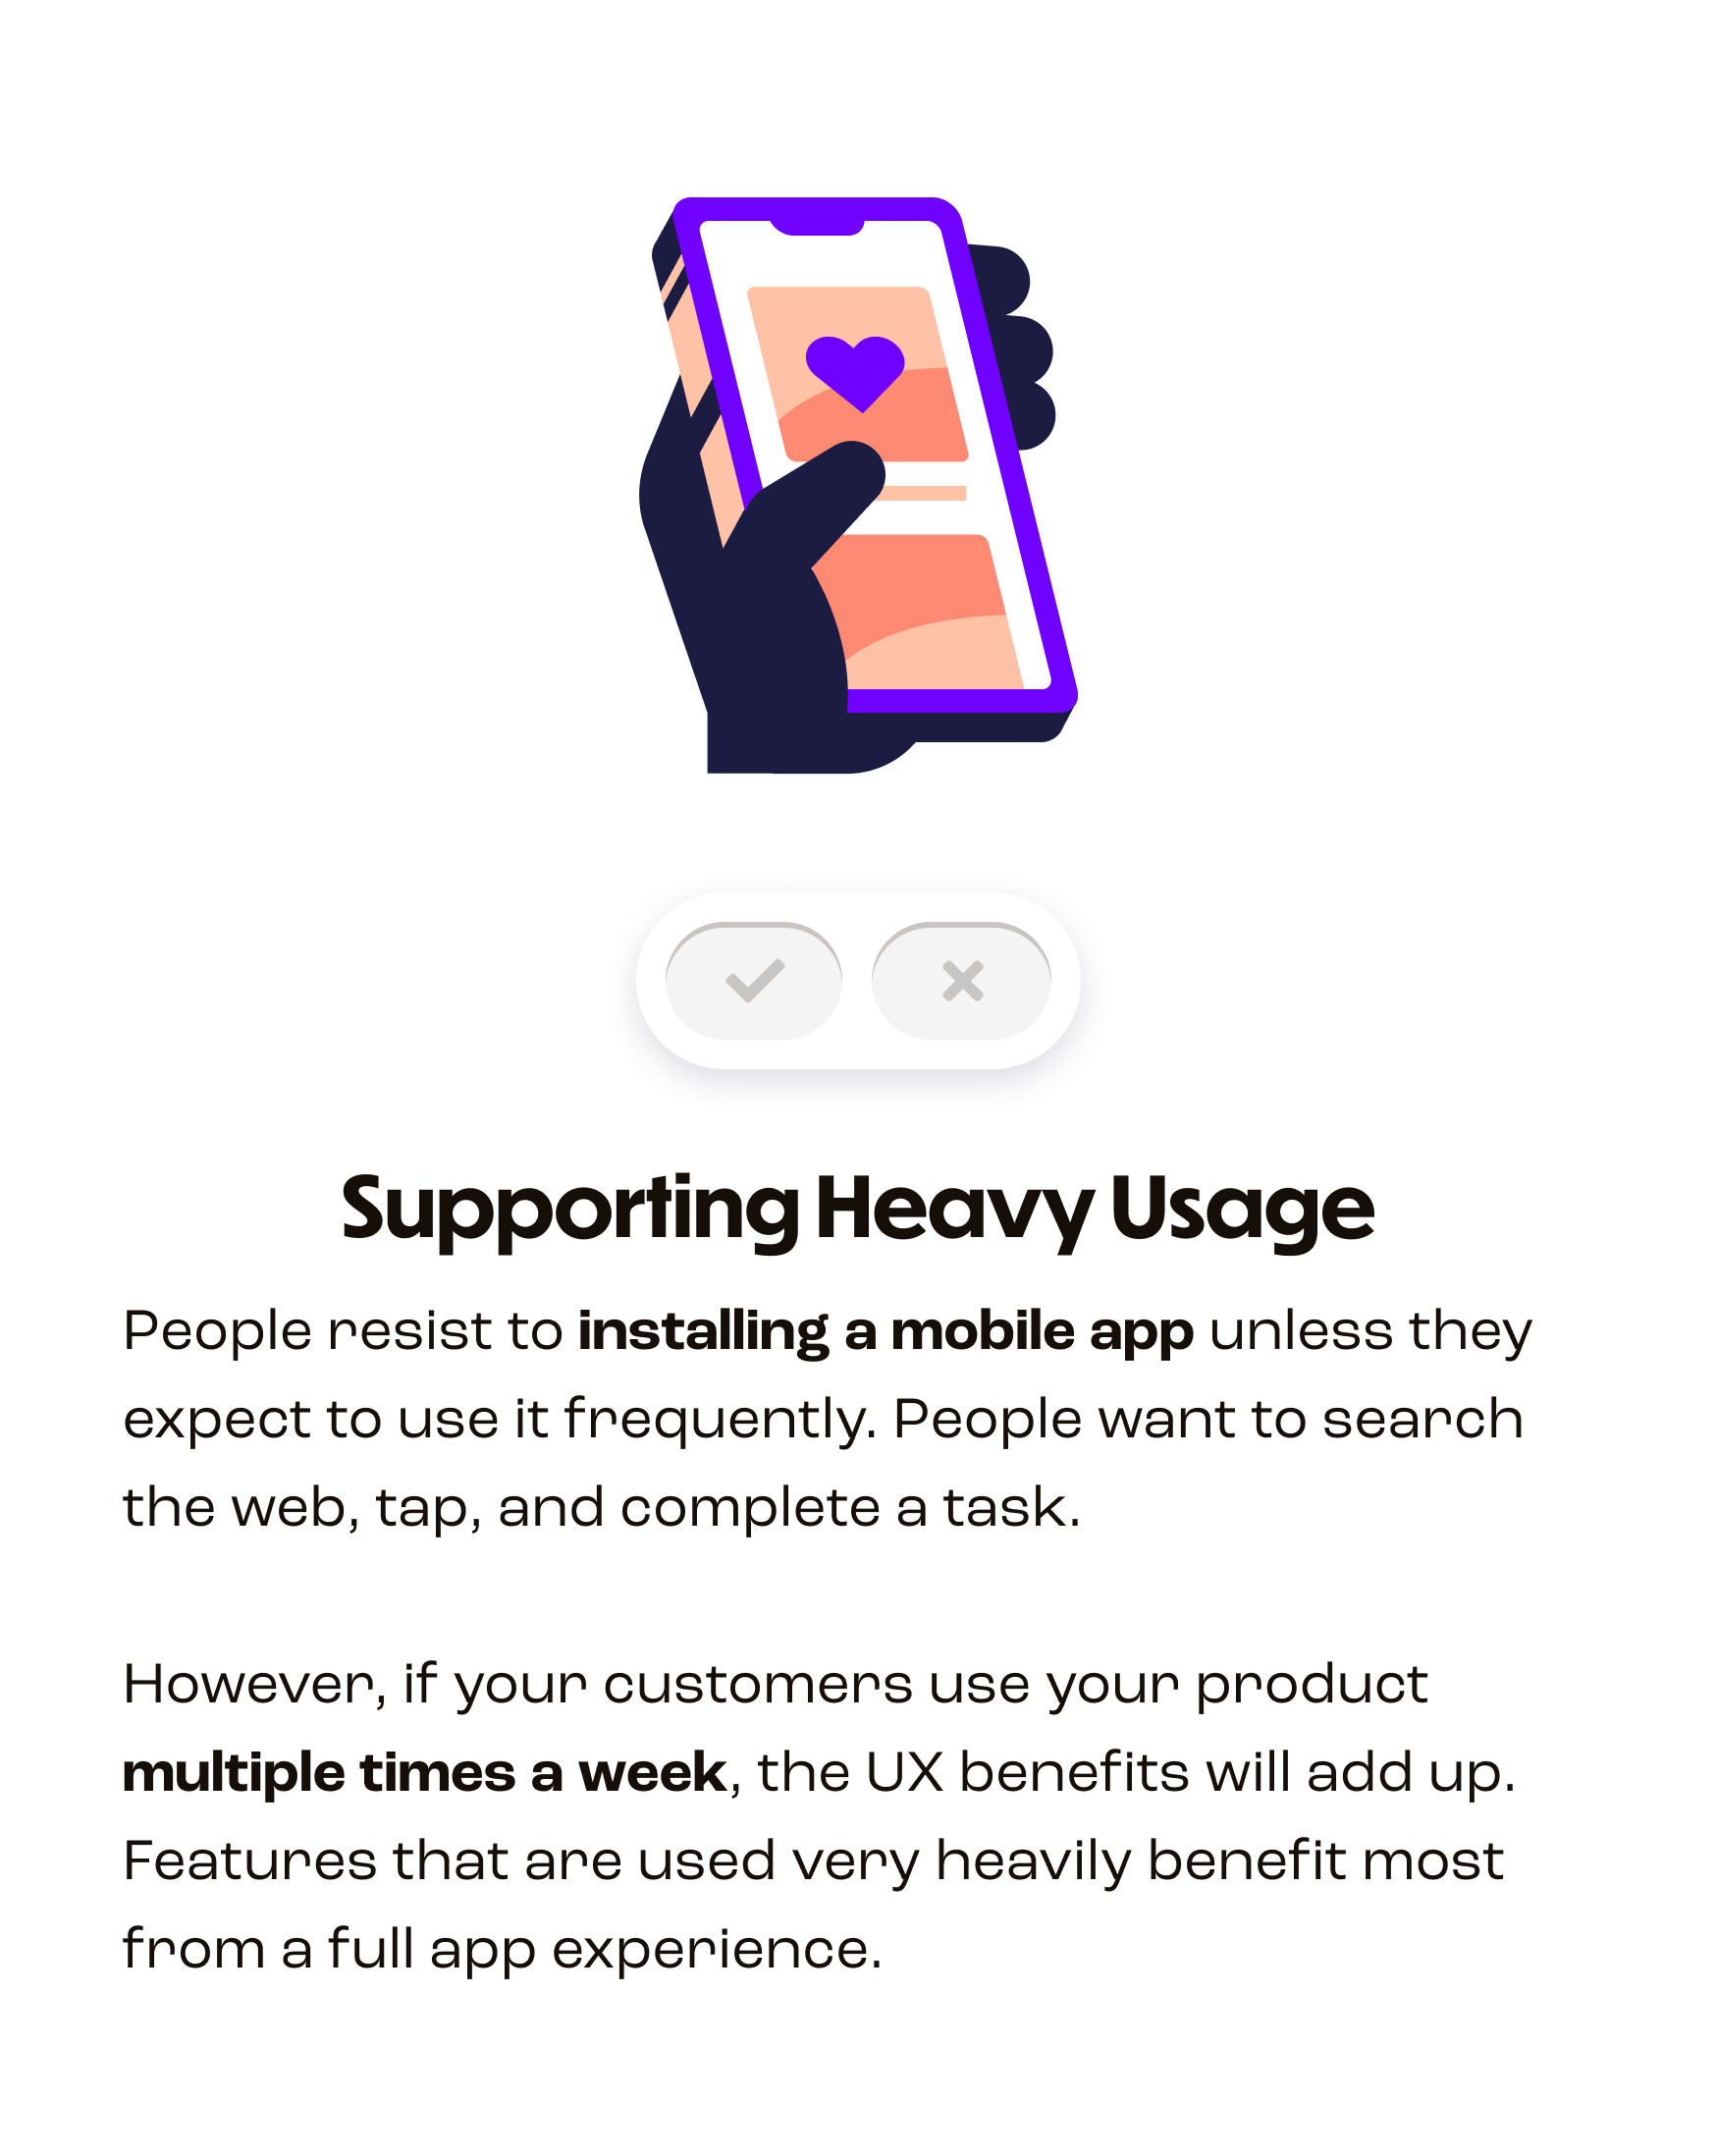 Supporting Heavy Usage
People resist to installing a mobile app unless they
expect to use it frequently. People want to search
the web, tap, and complete a task.
However, if your customers use your product
multiple times a week, the UX benefits will add up.
Features that are used very heavily benefit most
from a full app experience.